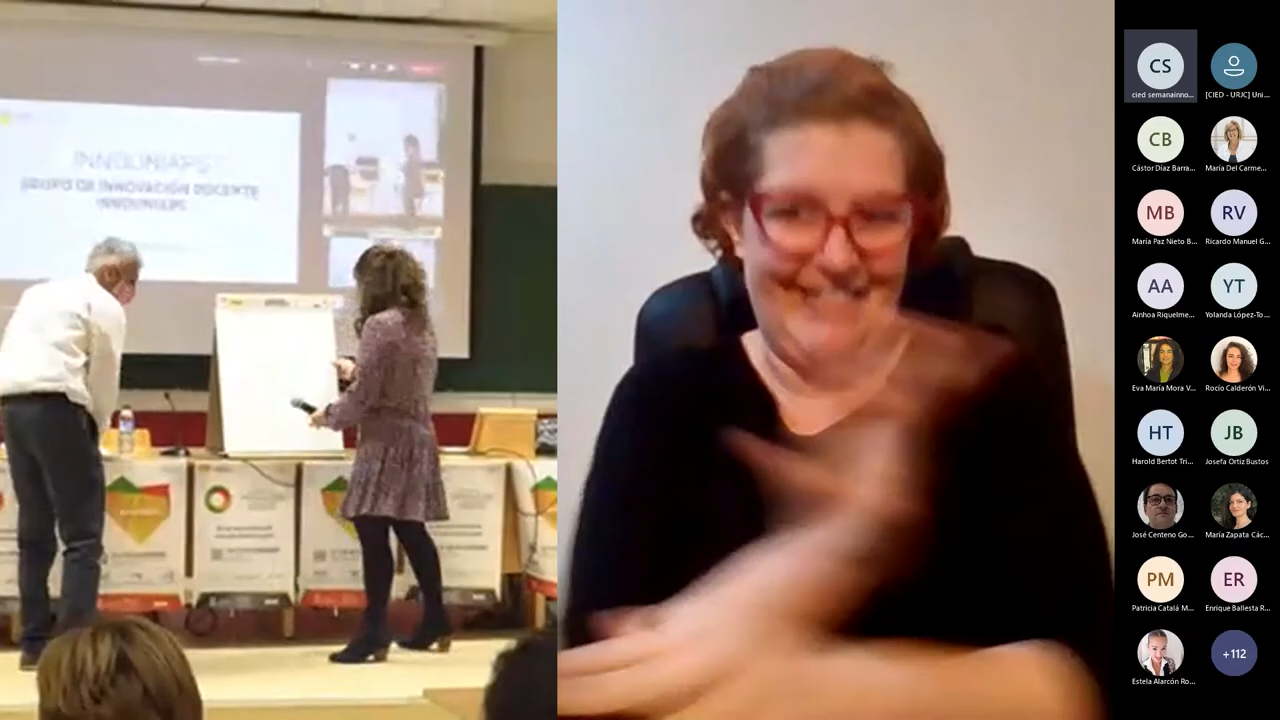 INNOUNIAPS
GRUPO DE INNOVACIÓN DOCENTE
INNOUNIAPS
CS
cied semanainno...
[CIED - URJC] Uni...
CB
Cástor Díaz Barra...
María Del Carme...
MB
María Paz Nieto B...
RV
Ricardo Manuel G...
AA
Ainhoa Riquelme...
YT
Yolanda López-To...
Eva María Mora V...
Rocío Calderón Vi...
HT
Harold Bertot Tri...
JB
Josefa Ortiz Bustos
José Centeno Go...
María Zapata Các...
PM
Patricia Catalá M...
ER
Enrique Ballesta R...
Estela Alarcón Ro...
+112